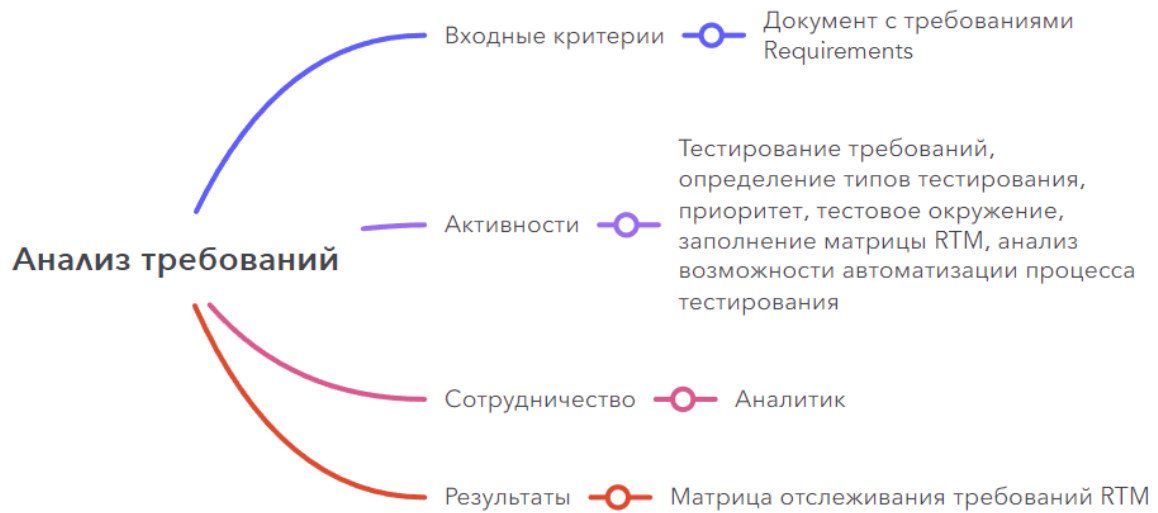 Входные критерии
Документ с требованиями
Requirements
Тестирование требований,
определение типов тестирования,
Активности
приоритет, тестовое окружение,
заполнение матрицы RTM, анализ
возможности автоматизации процесса
тестирования
Анализ требований
Сотрудничество
Аналитик
Результаты
Матрица отслеживания требований RTM